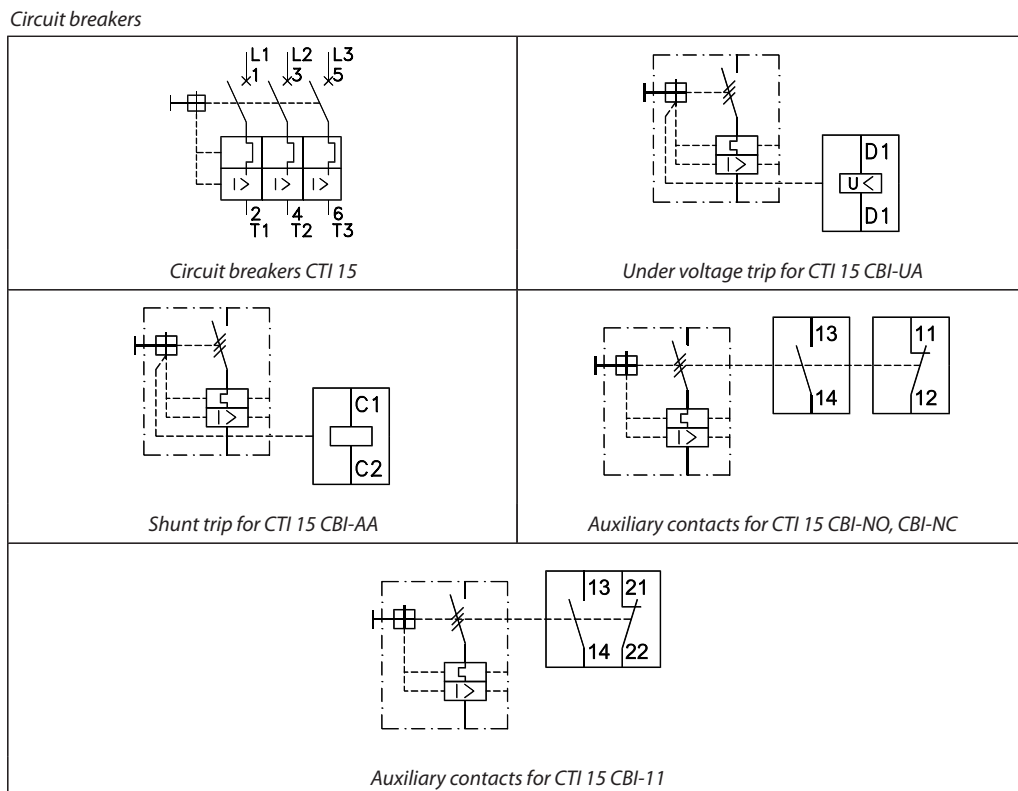 Circuit breakers
L1 L2 L3
1 3 5
I> I> I>
2 4 6
T1 T2 T3
Circuit breakers CTI 15
I>
D1
U<
D1
Under voltage trip for CTI 15 CBI-UA
I>
C1
C2
Shunt trip for CTI 15 CBI-AA
I>
13 11
14 12
Auxiliary contacts for CTI 15 CBI-NO, CBI-NC
I>
13 21
14 22
Auxiliary contacts for CTI 15 CBI-11